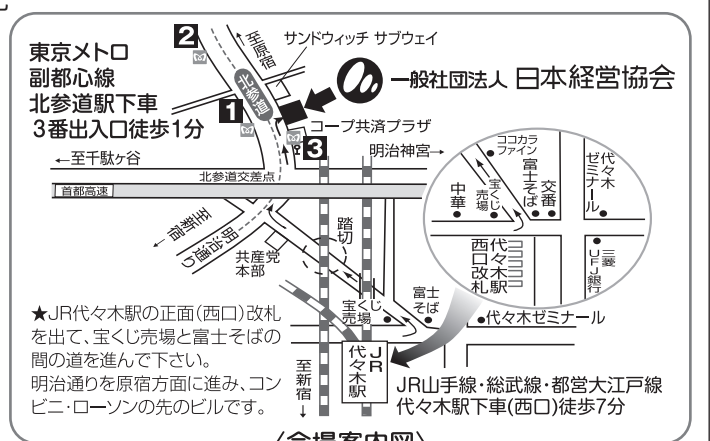 2
至原宿
サンドウィッチ サブウェイ
東京メトロ
副都心線
北参道駅下車
3番出入口徒歩1分
北参道
一般社団法人 日本経営協会
1
コープ共済プラザ
3
明治神宮→
←至千駄ヶ谷
北参道交差点
首都高速
ココカラ
ファイン
富士そば
交番
代々木
ゼミナール
中華
宝くじ
売場
代々木駅
西口改札
三菱
UFJ銀行
至新宿
明治通り
共産党
本部
踏切
宝くじ
売場
富士
そば
代々木ゼミナール
★JR代々木駅の正面(西口)改札
を出て、宝くじ売場と富士そばの
間の道を進んで下さい。
明治通りを原宿方面に進み、コン
ビニ・ローソンの先のビルです。
至新宿
↓
JR
代々木駅
JR山手線・総武線・都営大江戸線
代々木駅下車(西口)徒歩7分